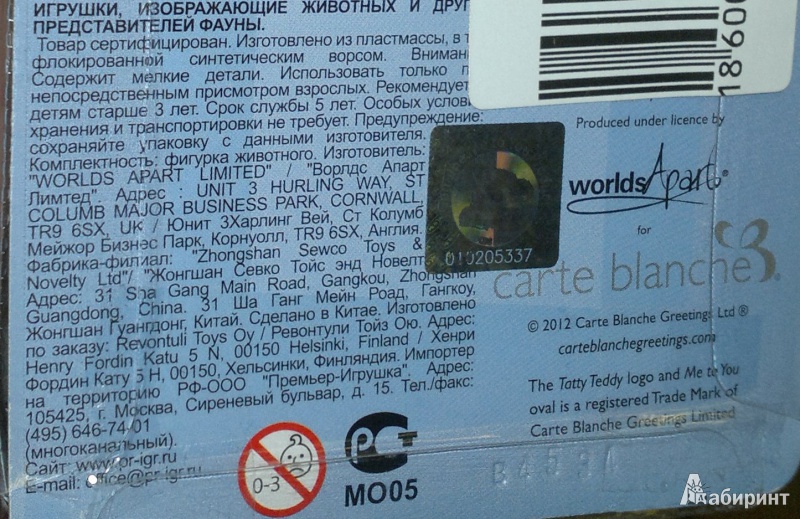 ИГРУШКИ, ИЗОБРАЖАЮЩИЕ ЖИВОТНЫХ И ДРУГ
ПРЕДСТАВИТЕЛЕЙ ФАУНЫ.
Товар сертифицирован. Изготовлено из пластмассы, в т
флокированной синтетическим ворсом. Вниман
Содержит мелкие детали. Использовать только п
непосредственным присмотром взрослых. Рекомендуе
детям старше 3 лет. Срок службы 5 лет. Особых услови
хранения и транспортировки не требует. Предупреждение:
сохраняйте упаковку с данными изготовителя.
Комплектность: фигурка животного. Изготовитель:
"WORLDS APART LIMITED" / "Ворлдс Апарт
Лимтед" Адрес : UNIT 3 HURLING WAY, ST
COLUMB MAJOR BUSINESS PARK, CORNWALL,
TR9 6SX, UK / Юнит 3Харлинг Вей, Ст Колумб
Мейжор Бизнес Парк, Корнуолл, TR9 6SX, Англия.
Фабрика-филиал: "Zhongshan Sewco Toys &
Novelty Ltd"/ "Жонгшан Севко Тойс энд Новелти
Адрес: 31 Sha Gang Main Road, Gangkou, Zhongshan
Guangdong, China. 31 Ша Ганг Мейн Роад, Гангкоу,
Жонгшан Гуангдонг, Китай. Сделано в Китае. Изготовлено
по заказу: Revontuli Toys Oy / Ревонтули Тойз Ою. Адрес:
Henry Fordin Katu 5 N, 00150 Helsinki, Finland / Хенри
Фордин Кату 5 Н, 00150, Хельсинки, Финляндия. Импортер
на территорию РФ-ООО "Премьер-Игрушка". Адрес:
105425, г. Москва, Сиреневый бульвар, д. 15. Тел./факс:
(495) 646-74-01
(многоканальный).
Сайт: www.pr-igr.ru
E-mail: office@pr-igr.ru
0-3
РСТ
МО05
18600
010205337
Produced under licence by
worlds Apart®
for
carte blanche®
© 2012 Carte Blanche Greetings Ltd ®
carteblanchegreetings.com
The Tatty Teddy logo and Me to You
oval is a registered Trade Mark of
Carte Blanche Greetings Limited
Лабиринт